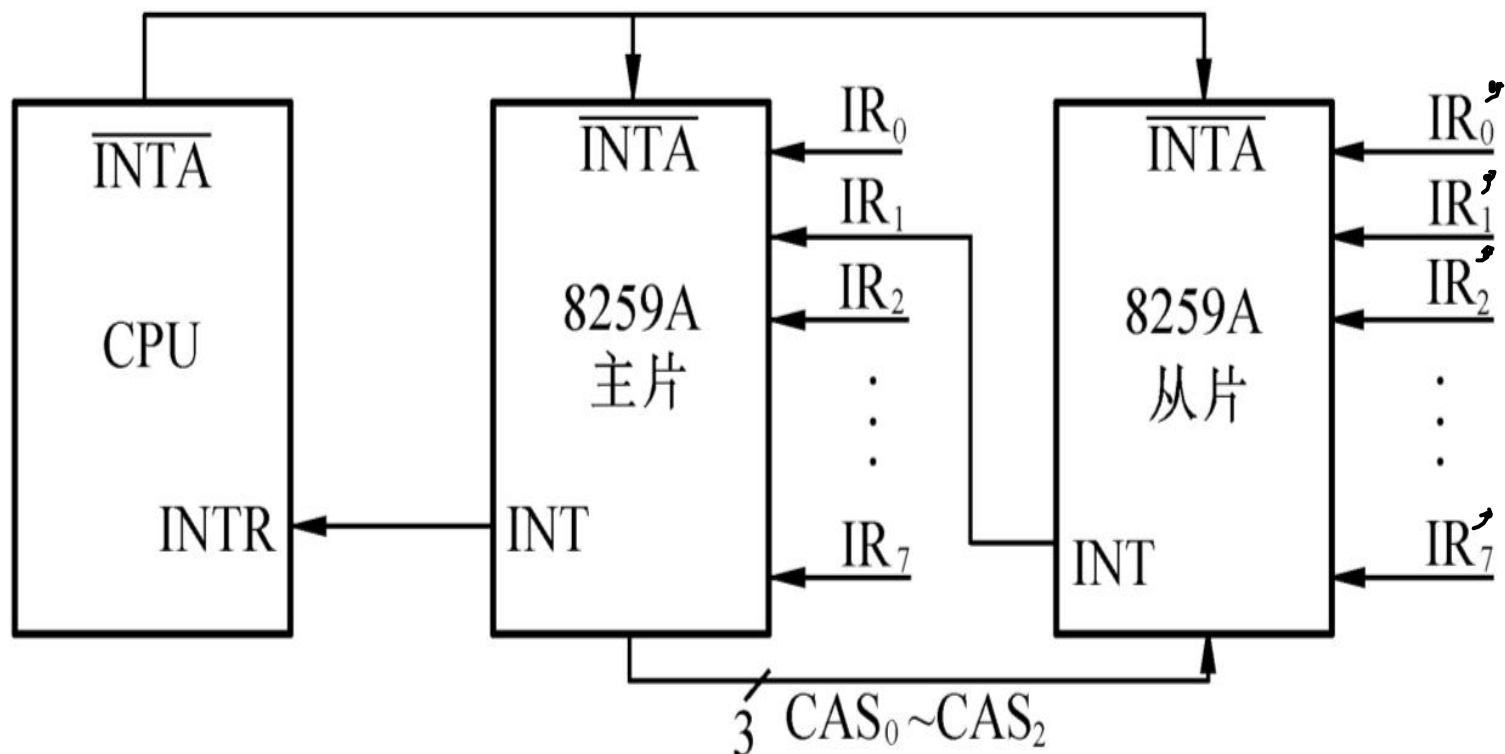 CPU
INTA
INTR
8259A
主片
INTA
INT
IR₀
IR₁
IR₂
IR₇
8259A
从片
INTA
INT
IR₀'
IR₁'
IR₂'
IR₇'
3
CAS₀~CAS₂